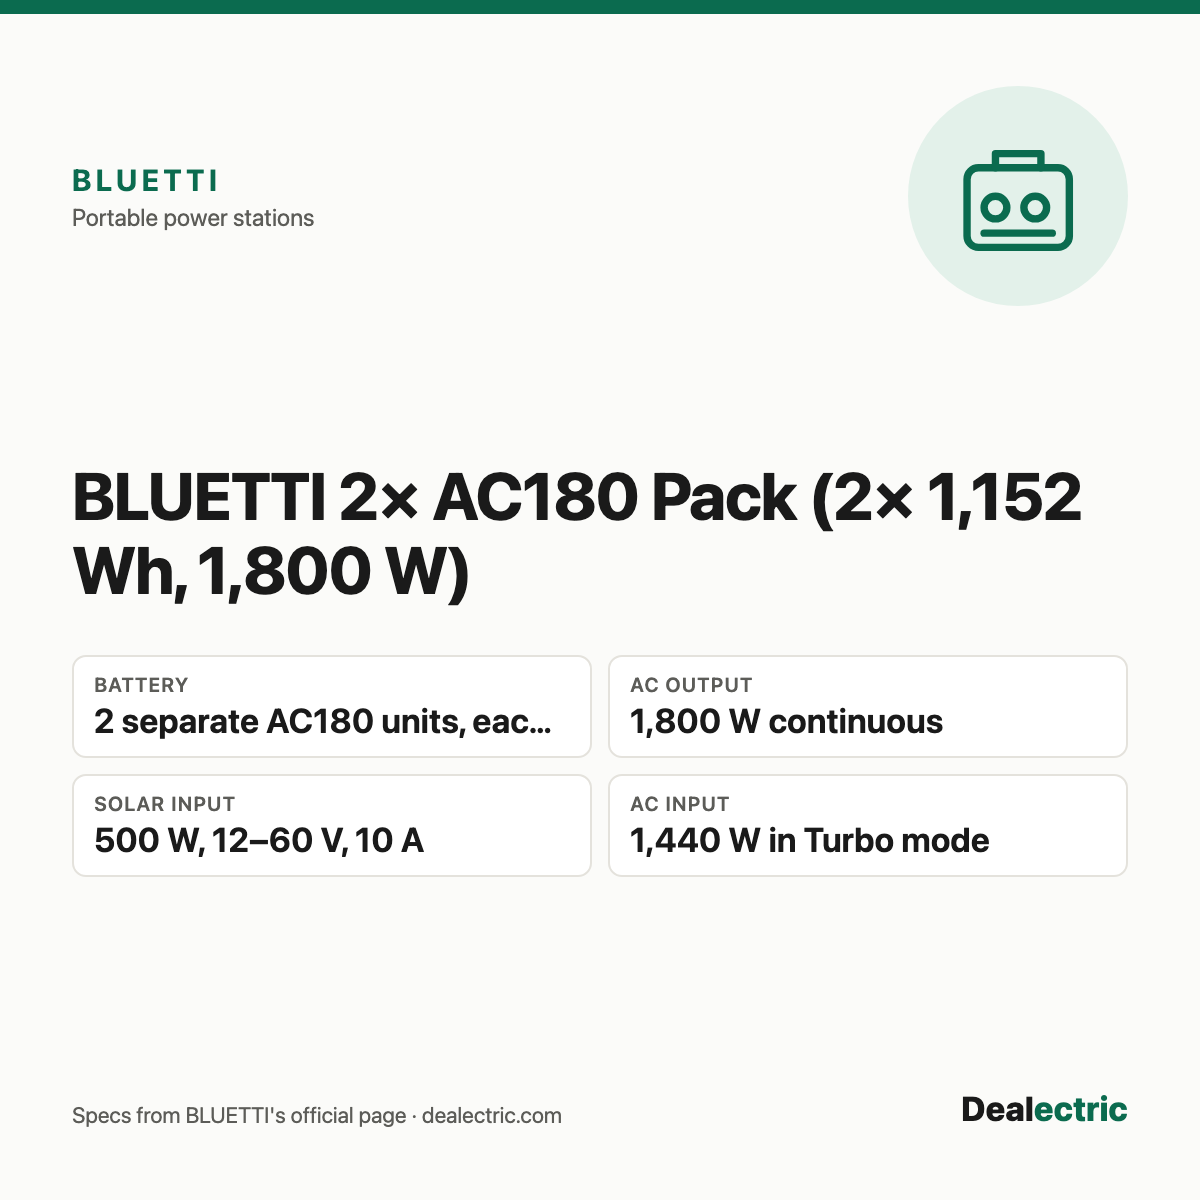 BLUETTI
Portable power stations
BLUETTI 2× AC180 Pack (2× 1,152
Wh, 1,800 W)
BATTERY
2 separate AC180 units, eac...
AC OUTPUT
1,800 W continuous
SOLAR INPUT
500 W, 12–60 V, 10 A
AC INPUT
1,440 W in Turbo mode
Specs from BLUETTI's official page · dealectric.com
Dealectric